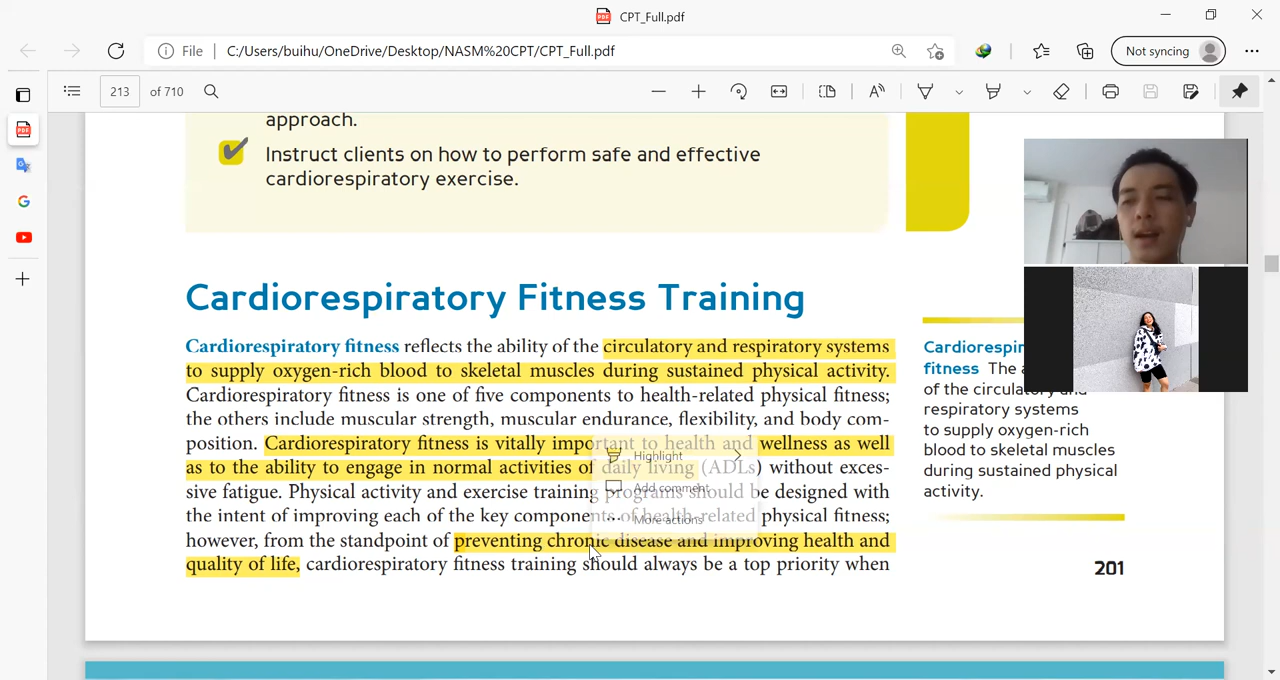 CPT_Full.pdf
File
C:/Users/buihu/OneDrive/Desktop/NASM%20CPT/CPT_Full.pdf
Not syncing
213 of 710
approach.
Instruct clients on how to perform safe and effective
cardiorespiratory exercise.
Cardiorespiratory Fitness Training
Cardiorespiratory fitness reflects the ability of the circulatory and respiratory systems
to supply oxygen-rich blood to skeletal muscles during sustained physical activity.
Cardiorespiratory fitness is one of five components to health-related physical fitness;
the others include muscular strength, muscular endurance, flexibility, and body com-
position. Cardiorespiratory fitness is vitally important to health and wellness as well
as to the ability to engage in normal activities of daily living (ADLs) without exces-
sive fatigue. Physical activity and exercise training programs should be designed with
the intent of improving each of the key components of health-related physical fitness;
however, from the standpoint of preventing chronic disease and improving health and
quality of life, cardiorespiratory fitness training should always be a top priority when
Highlight
Add comment
More actions
fitness The
of the circulatory and
respiratory systems
to supply oxygen-rich
blood to skeletal muscles
during sustained physical
activity.
201